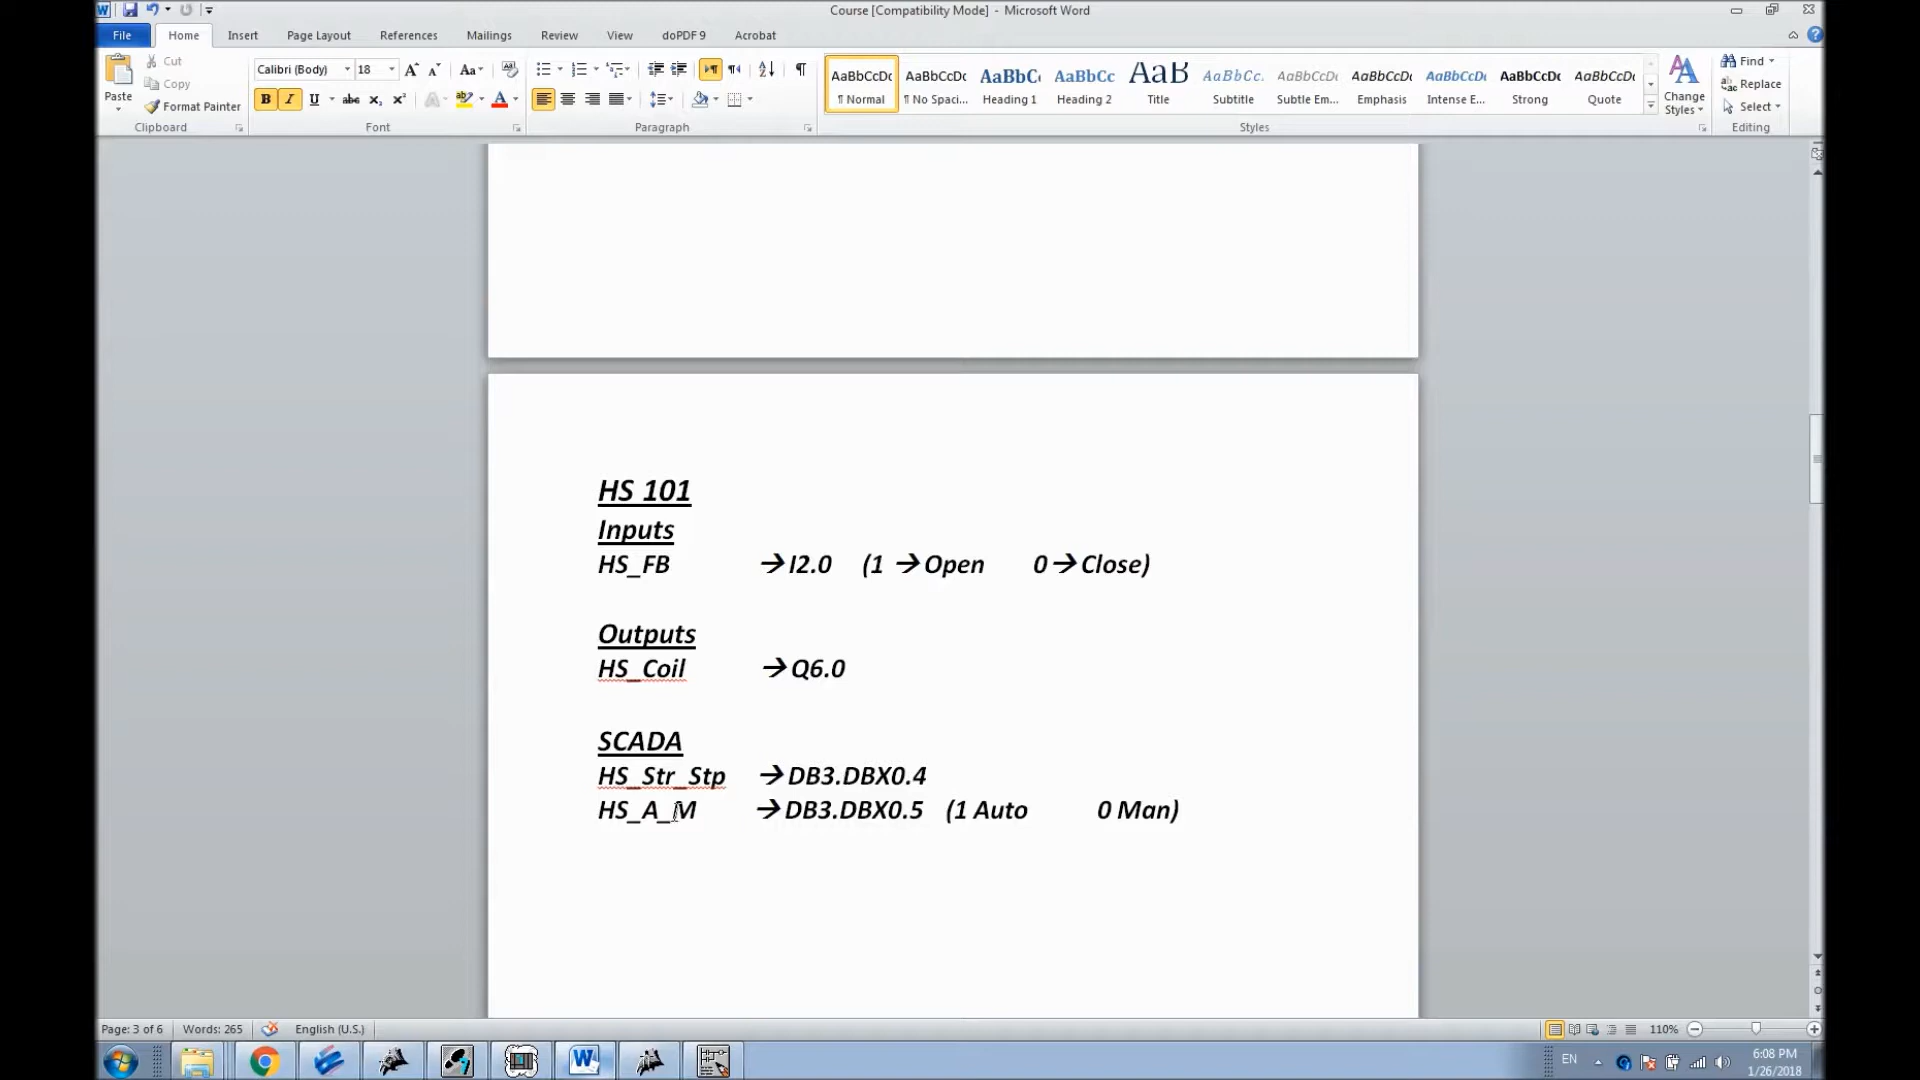 Course [Compatibility Mode] - Microsoft Word
File Home Insert Page Layout References Mailings Review View doPDF 9 Acrobat
Paste
Cut
Copy
Format Painter
Clipboard
Calibri (Body) 18
Font
Paragraph
AaBbCcDc AaBbCcDc AaBbC AaBbCc AaB AaBbCc. AaBbCcDc AaBbCcDc AaBbCcDc AaBbCcDc AaBbCcDc
¶ Normal ¶ No Spaci... Heading 1 Heading 2 Title Subtitle Subtle Em... Emphasis Intense E... Strong Quote
Styles
Change Styles
Find
Replace
Select
Editing
HS 101
Inputs
HS_FB →I2.0 (1 →Open 0→Close)
Outputs
HS_Coil →Q6.0
SCADA
HS_Str_Stp →DB3.DBX0.4
HS_A_M →DB3.DBX0.5 (1 Auto 0 Man)
Page: 3 of 6 Words: 265 English (U.S.) 110%
EN 6:08 PM
1/26/2018